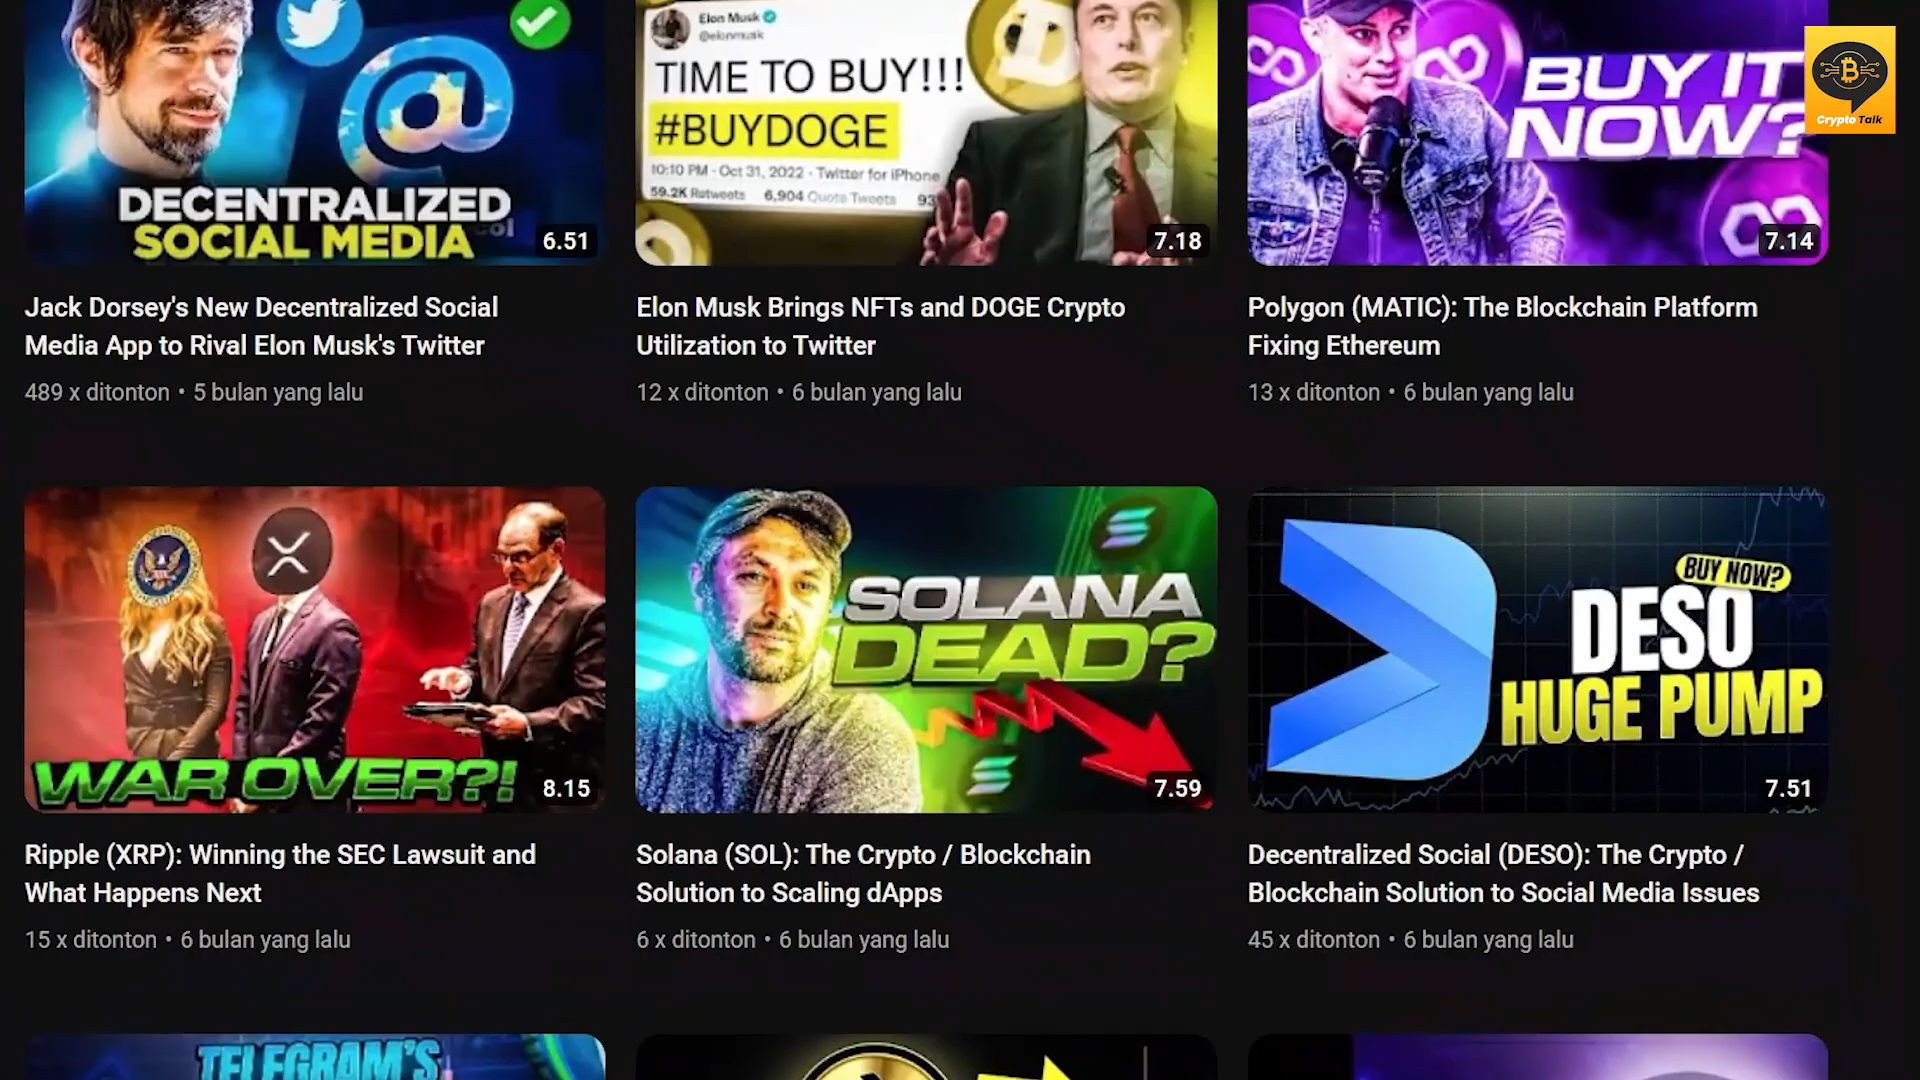 Elon Musk
@elonmusk
TIME TO BUY!!!
#BUYDOGE
10:10 PM · Oct 31, 2022 · Twitter for iPhone
59.2K Retweets 6,904 Quote Tweets 93
BUY IT
NOW?
Crypto Talk
DECENTRALIZED
SOCIAL MEDIA
6.51
7.18
7.14
Jack Dorsey's New Decentralized Social
Media App to Rival Elon Musk's Twitter
489 x ditonton • 5 bulan yang lalu
Elon Musk Brings NFTs and DOGE Crypto
Utilization to Twitter
12 x ditonton • 6 bulan yang lalu
Polygon (MATIC): The Blockchain Platform
Fixing Ethereum
13 x ditonton • 6 bulan yang lalu
WAR OVER?!
8.15
SOLANA
DEAD?
7.59
BUY NOW?
DESO
HUGE PUMP
7.51
Ripple (XRP): Winning the SEC Lawsuit and
What Happens Next
15 x ditonton • 6 bulan yang lalu
Solana (SOL): The Crypto / Blockchain
Solution to Scaling dApps
6 x ditonton • 6 bulan yang lalu
Decentralized Social (DESO): The Crypto /
Blockchain Solution to Social Media Issues
45 x ditonton • 6 bulan yang lalu
TELEGRAM'S